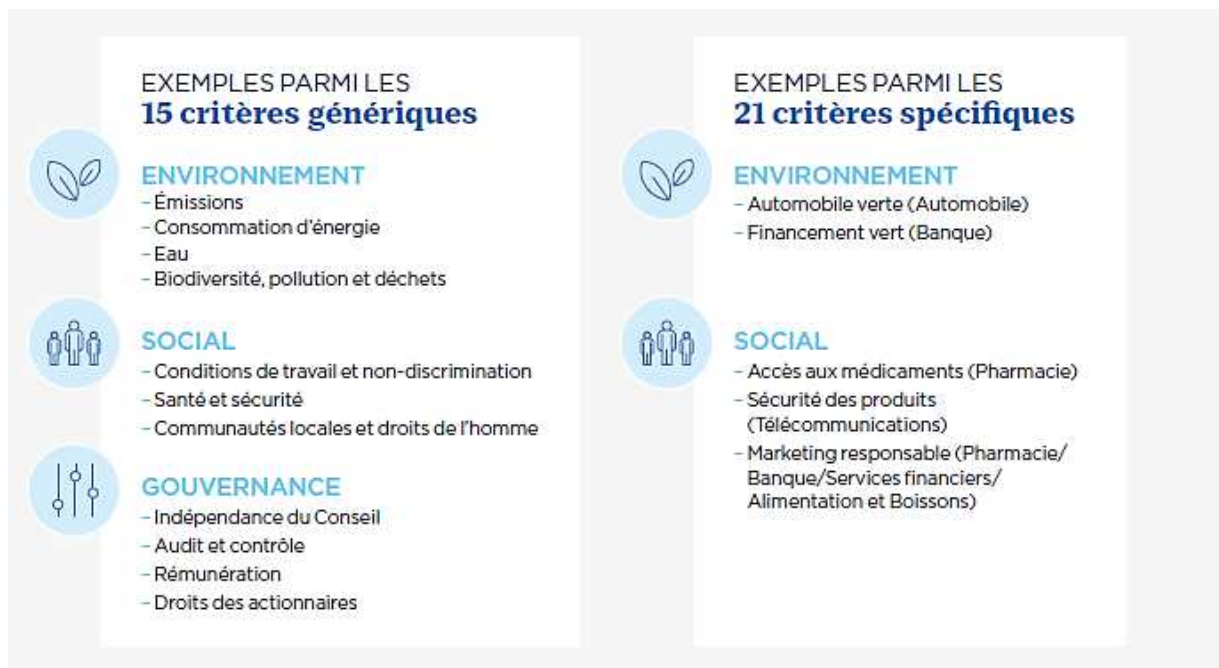 EXEMPLES PARMI LES
15 critères génériques
ENVIRONNEMENT
– Émissions
– Consommation d'énergie
– Eau
– Biodiversité, pollution et déchets
SOCIAL
– Conditions de travail et non-discrimination
– Santé et sécurité
– Communautés locales et droits de l'homme
GOUVERNANCE
– Indépendance du Conseil
– Audit et contrôle
– Rémunération
– Droits des actionnaires
EXEMPLES PARMI LES
21 critères spécifiques
ENVIRONNEMENT
– Automobile verte (Automobile)
– Financement vert (Banque)
SOCIAL
– Accès aux médicaments (Pharmacie)
– Sécurité des produits
(Télécommunications)
– Marketing responsable (Pharmacie/
Banque/Services financiers/
Alimentation et Boissons)